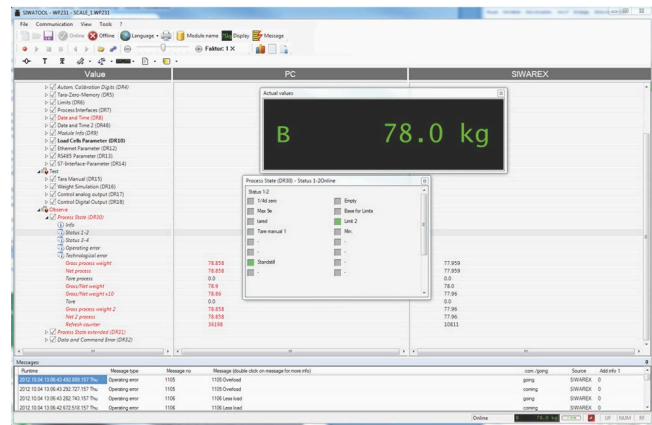 SIWATOOL - WP231 - SCALE_1.WP231
File Communication View Tools ?
Online Offline Language Module name Display Message
Faktor: 1 X
Value PC SIWAREX
Autom. Calibration Digits (DR4)
Tara-Zero-Memory (DR5)
Limits (DR6)
Process Interfaces (DR7)
Date and Time (DR8)
Date and Time 2 (DR48)
Module Info (DR9)
Load Cells Parameter (DR10)
Ethernet Parameter (DR12)
RS485 Parameter (DR13)
S7-Interface-Parameter (DR14)
Test
Tara Manual (DR15)
Weight Simulation (DR16)
Control analog output (DR17)
Control Digital Output (DR18)
Observe
Process State (DR30)
Info
Status 1-2
Status 3-4
Operating error
Technological error
Gross process weight 78.858 77.959
Net process 78.858 77.959
Tare process 0.0 0.0
Gross/Net weight 78.9 78.0
Gross/Net weight x10 78.86 77.96
Tare 0.0 0.0
Gross process weight 2 78.858 77.96
Net 2 process 78.858 77.96
Refresh counter 36198 10811
Process State extended (DR31)
Data and Command Error (DR32)
Actual values
B 78.0 kg
Process State (DR30) - Status 1-2Online
Status 1-2
1/4d zero Empty
Max 9e Base for Limits
tared Limit 2
Tare manual 1 Min.
- -
Standstill -
- -
Messages:
Runtime Message type Message no Message (double click on message for more info) com./going Source Add info 1
2012.10.04 13:06:43 492.889.157 Thu Operating error 1105 1105 Overload going SIWAREX 0
2012.10.04 13:06:43 292.727.157 Thu Operating error 1105 1105 Overload coming SIWAREX 0
2012.10.04 13:06:43 282.743.157 Thu Operating error 1106 1106 Less load going SIWAREX 0
2012.10.04 13:06:42 672.518.157 Thu Operating error 1106 1106 Less load coming SIWAREX 0
Online B 78.0 kg UF NUM RF